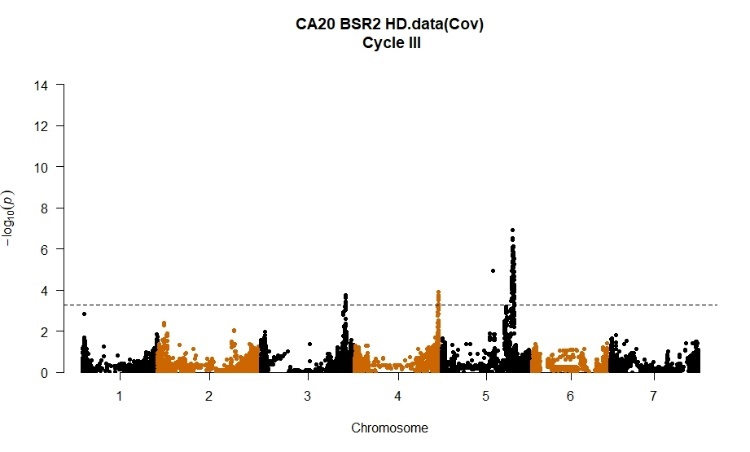 CA20 BSR2 HD.data(Cov)
Cycle III
−log10(p)
14
12
10
8
6
4
2
0
1 2 3 4 5 6 7
Chromosome